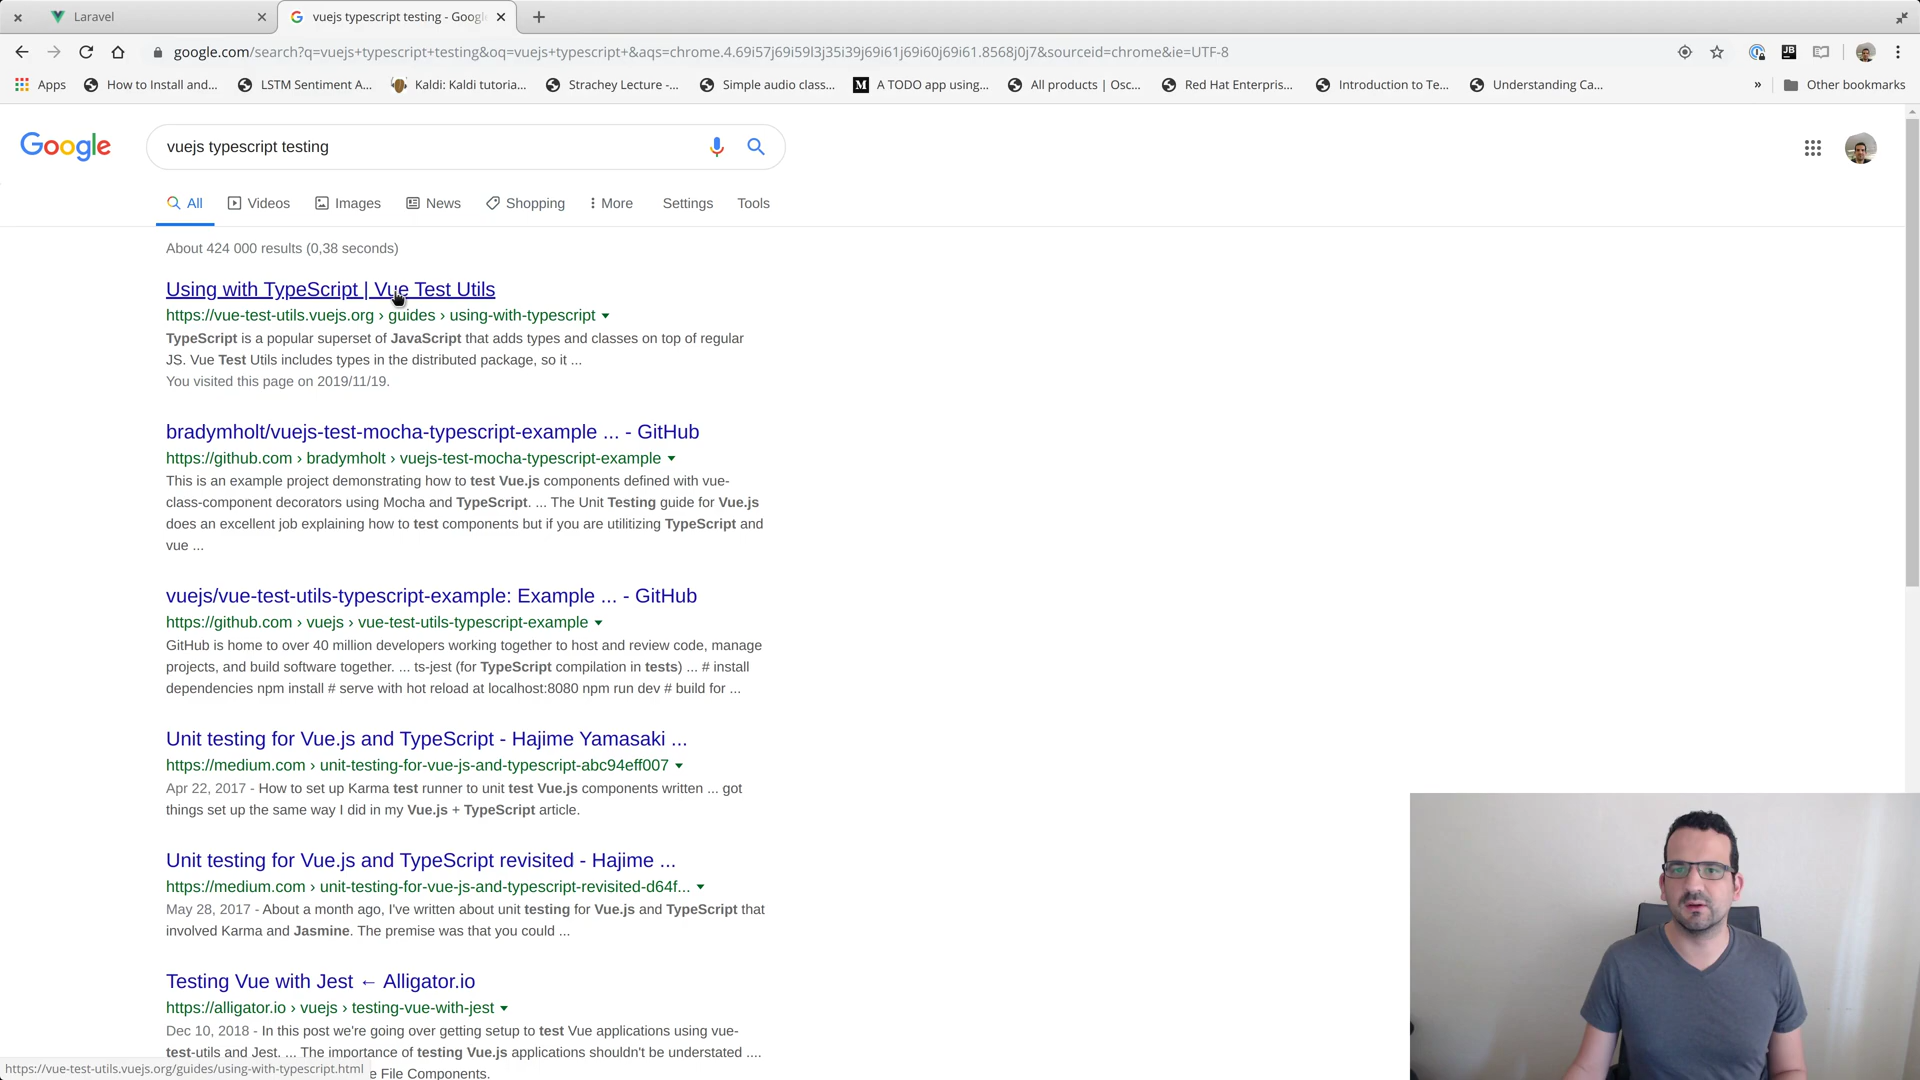 Laravel
vuejs typescript testing - Google
google.com/search?q=vuejs+typescript+testing&oq=vuejs+typescript+&aqs=chrome.4.69i57j69i59l3j35i39j69i61j69i60j69i61.8568j0j7&sourceid=chrome&ie=UTF-8
Apps How to Install and... LSTM Sentiment A... Kaldi: Kaldi tutoria... Strachey Lecture -... Simple audio class... A TODO app using... All products | Osc... Red Hat Enterpris... Introduction to Te... Understanding Ca... » Other bookmarks
Google
vuejs typescript testing
All Videos Images News Shopping More Settings Tools
About 424 000 results (0,38 seconds)
Using with TypeScript | Vue Test Utils
https://vue-test-utils.vuejs.org › guides › using-with-typescript
TypeScript is a popular superset of JavaScript that adds types and classes on top of regular
JS. Vue Test Utils includes types in the distributed package, so it ...
You visited this page on 2019/11/19.
bradymholt/vuejs-test-mocha-typescript-example ... - GitHub
https://github.com › bradymholt › vuejs-test-mocha-typescript-example
This is an example project demonstrating how to test Vue.js components defined with vue-
class-component decorators using Mocha and TypeScript. ... The Unit Testing guide for Vue.js
does an excellent job explaining how to test components but if you are utilitizing TypeScript and
vue ...
vuejs/vue-test-utils-typescript-example: Example ... - GitHub
https://github.com › vuejs › vue-test-utils-typescript-example
GitHub is home to over 40 million developers working together to host and review code, manage
projects, and build software together. ... ts-jest (for TypeScript compilation in tests) ... # install
dependencies npm install # serve with hot reload at localhost:8080 npm run dev # build for ...
Unit testing for Vue.js and TypeScript - Hajime Yamasaki ...
https://medium.com › unit-testing-for-vue-js-and-typescript-abc94eff007
Apr 22, 2017 - How to set up Karma test runner to unit test Vue.js components written ... got
things set up the same way I did in my Vue.js + TypeScript article.
Unit testing for Vue.js and TypeScript revisited - Hajime ...
https://medium.com › unit-testing-for-vue-js-and-typescript-revisited-d64f...
May 28, 2017 - About a month ago, I've written about unit testing for Vue.js and TypeScript that
involved Karma and Jasmine. The premise was that you could ...
Testing Vue with Jest ← Alligator.io
https://alligator.io › vuejs › testing-vue-with-jest
Dec 10, 2018 - In this post we're going over getting setup to test Vue applications using vue-
test-utils and Jest. ... The importance of testing Vue.js applications shouldn't be understated ....
e File Components.
https://vue-test-utils.vuejs.org/guides/using-with-typescript.html